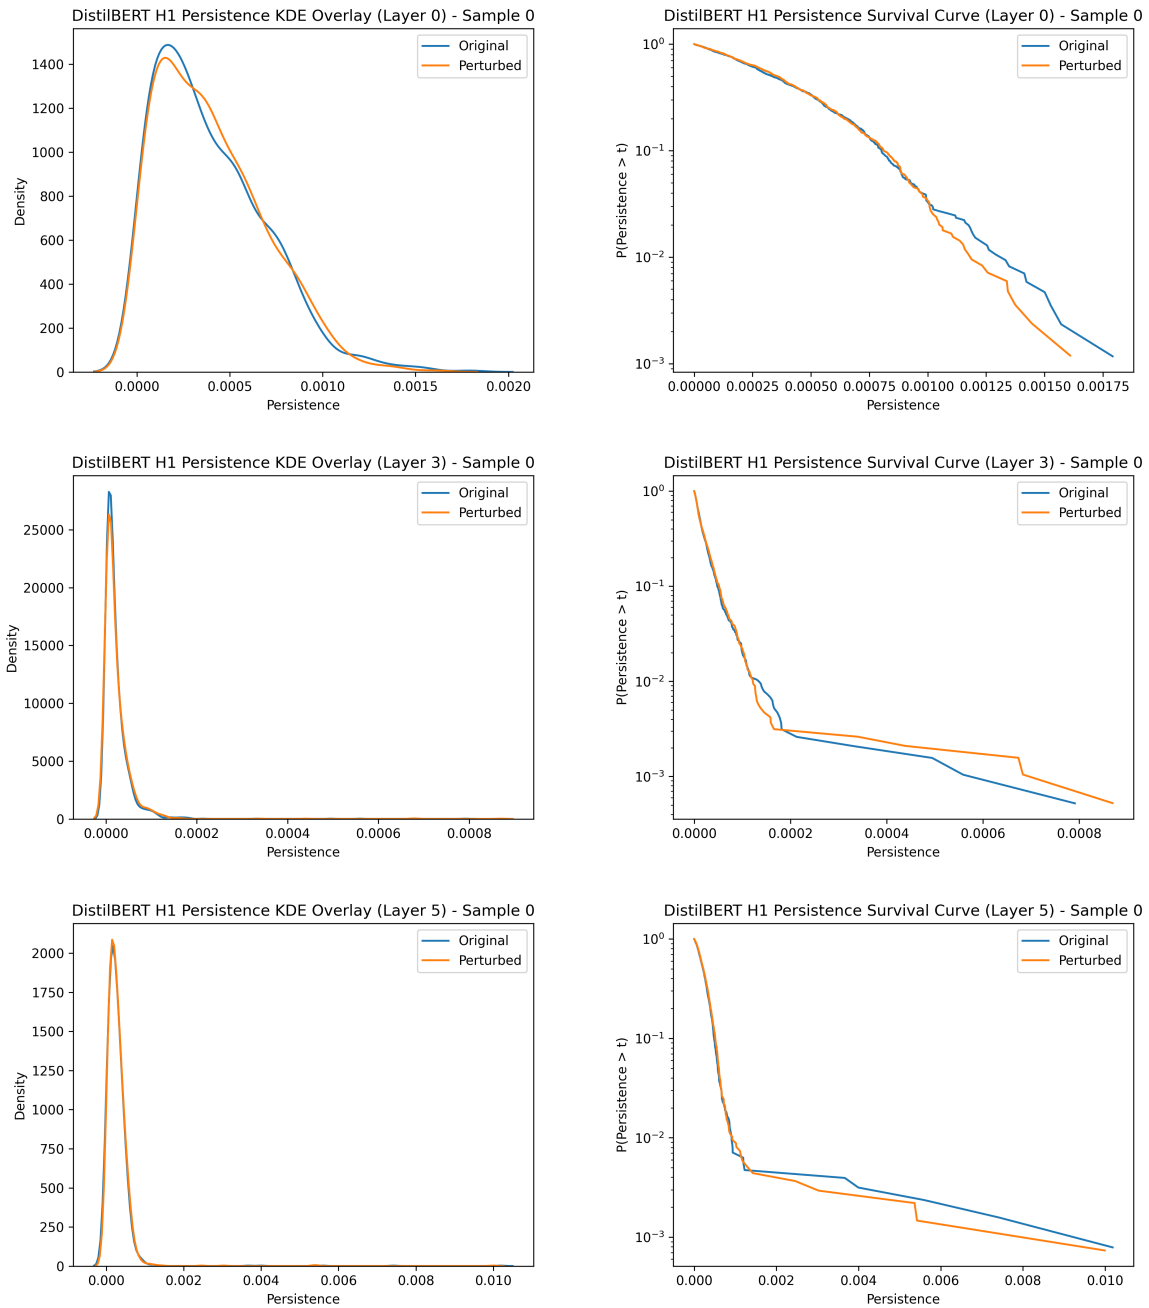 DistilBERT H1 Persistence KDE Overlay (Layer 0) - Sample 0
1400
1200
1000
800
600
400
200
0
Density
Original
Perturbed
0.0000 0.0005 0.0010 0.0015 0.0020
Persistence
DistilBERT H1 Persistence Survival Curve (Layer 0) - Sample 0
10⁰
10⁻¹
10⁻²
10⁻³
P(Persistence > t)
Original
Perturbed
0.00000 0.00025 0.00050 0.00075 0.00100 0.00125 0.00150 0.00175
Persistence
DistilBERT H1 Persistence KDE Overlay (Layer 3) - Sample 0
25000
20000
15000
10000
5000
0
Density
Original
Perturbed
0.0000 0.0002 0.0004 0.0006 0.0008
Persistence
DistilBERT H1 Persistence Survival Curve (Layer 3) - Sample 0
10⁰
10⁻¹
10⁻²
10⁻³
P(Persistence > t)
Original
Perturbed
0.0000 0.0002 0.0004 0.0006 0.0008
Persistence
DistilBERT H1 Persistence KDE Overlay (Layer 5) - Sample 0
2000
1750
1500
1250
1000
750
500
250
0
Density
Original
Perturbed
0.000 0.002 0.004 0.006 0.008 0.010
Persistence
DistilBERT H1 Persistence Survival Curve (Layer 5) - Sample 0
10⁰
10⁻¹
10⁻²
10⁻³
P(Persistence > t)
Original
Perturbed
0.000 0.002 0.004 0.006 0.008 0.010
Persistence